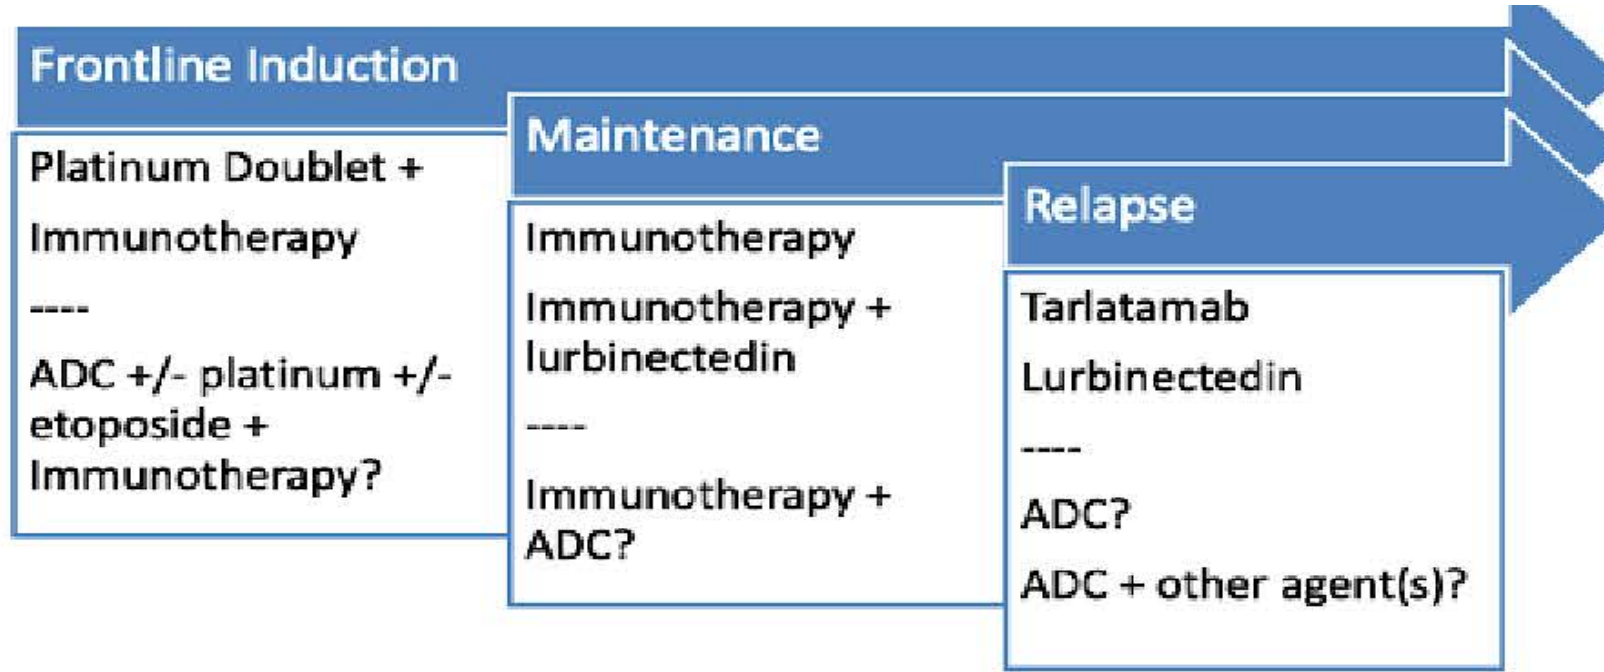 Frontline Induction
Platinum Doublet +
Immunotherapy
----
ADC +/- platinum +/-
etoposide +
Immunotherapy?
Maintenance
Immunotherapy
Immunotherapy +
lurbinectedin
----
Immunotherapy +
ADC?
Relapse
Tarlatamab
Lurbinectedin
----
ADC?
ADC + other agent(s)?